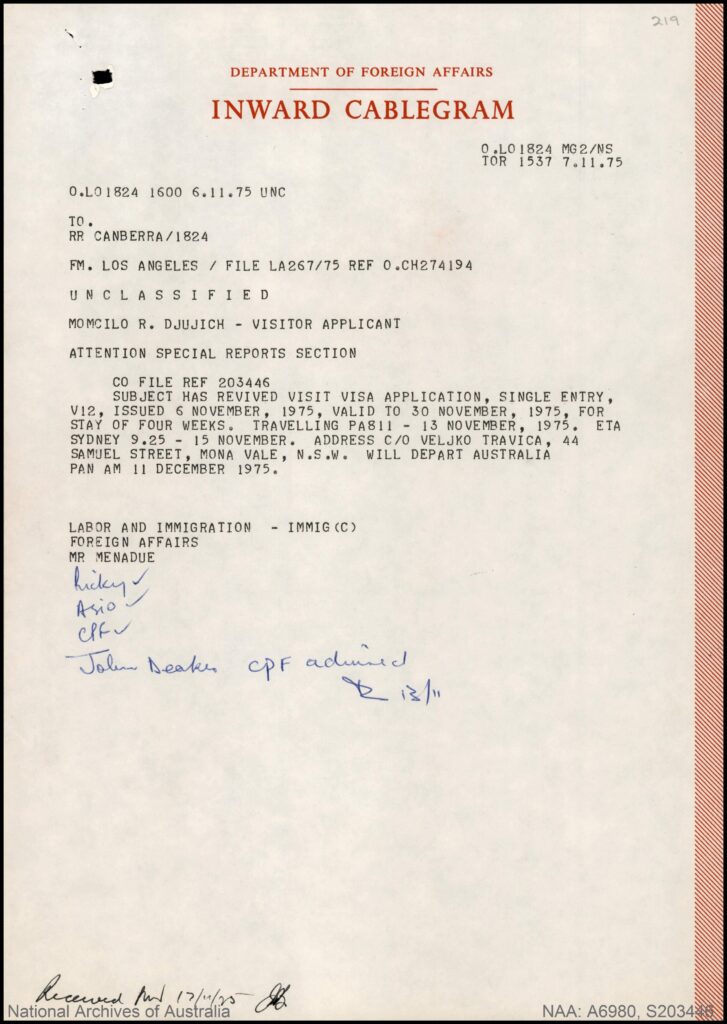 219
DEPARTMENT OF FOREIGN AFFAIRS
INWARD CABLEGRAM
O.LO1824 MG2/NS
TOR 1537 7.11.75
O.LO1824 1600 6.11.75 UNC
TO.
RR CANBERRA/1824
FM. LOS ANGELES / FILE LA267/75 REF O.CH274194
U N C L A S S I F I E D
MOMCILO R. DJUJICH - VISITOR APPLICANT
ATTENTION SPECIAL REPORTS SECTION
CO FILE REF 203446
SUBJECT HAS REVIVED VISIT VISA APPLICATION, SINGLE ENTRY,
V12, ISSUED 6 NOVEMBER, 1975, VALID TO 30 NOVEMBER, 1975, FOR
STAY OF FOUR WEEKS. TRAVELLING PA811 - 13 NOVEMBER, 1975. ETA
SYDNEY 9.25 - 15 NOVEMBER. ADDRESS C/O VELJKO TRAVICA, 44
SAMUEL STREET, MONA VALE, N.S.W. WILL DEPART AUSTRALIA
PAN AM 11 DECEMBER 1975.
LABOR AND IMMIGRATION - IMMIG(C)
FOREIGN AFFAIRS
MR MENADUE
Ricky ✓
ASIO ✓
CPF ✓
John CPF advised
13/11
Received
National Archives of Australia
NAA: A6980, S203446